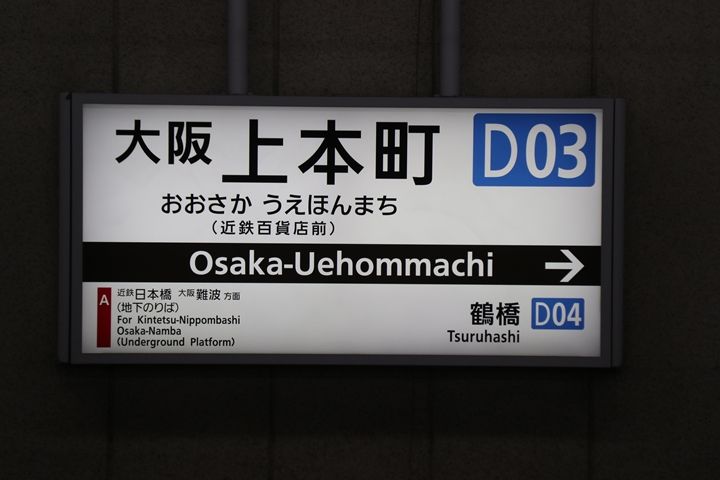 大阪 上本町 D03
おおさか うえほんまち
（近鉄百貨店前）
Osaka-Uehommachi →
A 近鉄日本橋 大阪難波 方面
（地下のりば）
For Kintetsu-Nippombashi
Osaka-Namba
(Underground Platform)
鶴橋 D04
Tsuruhashi